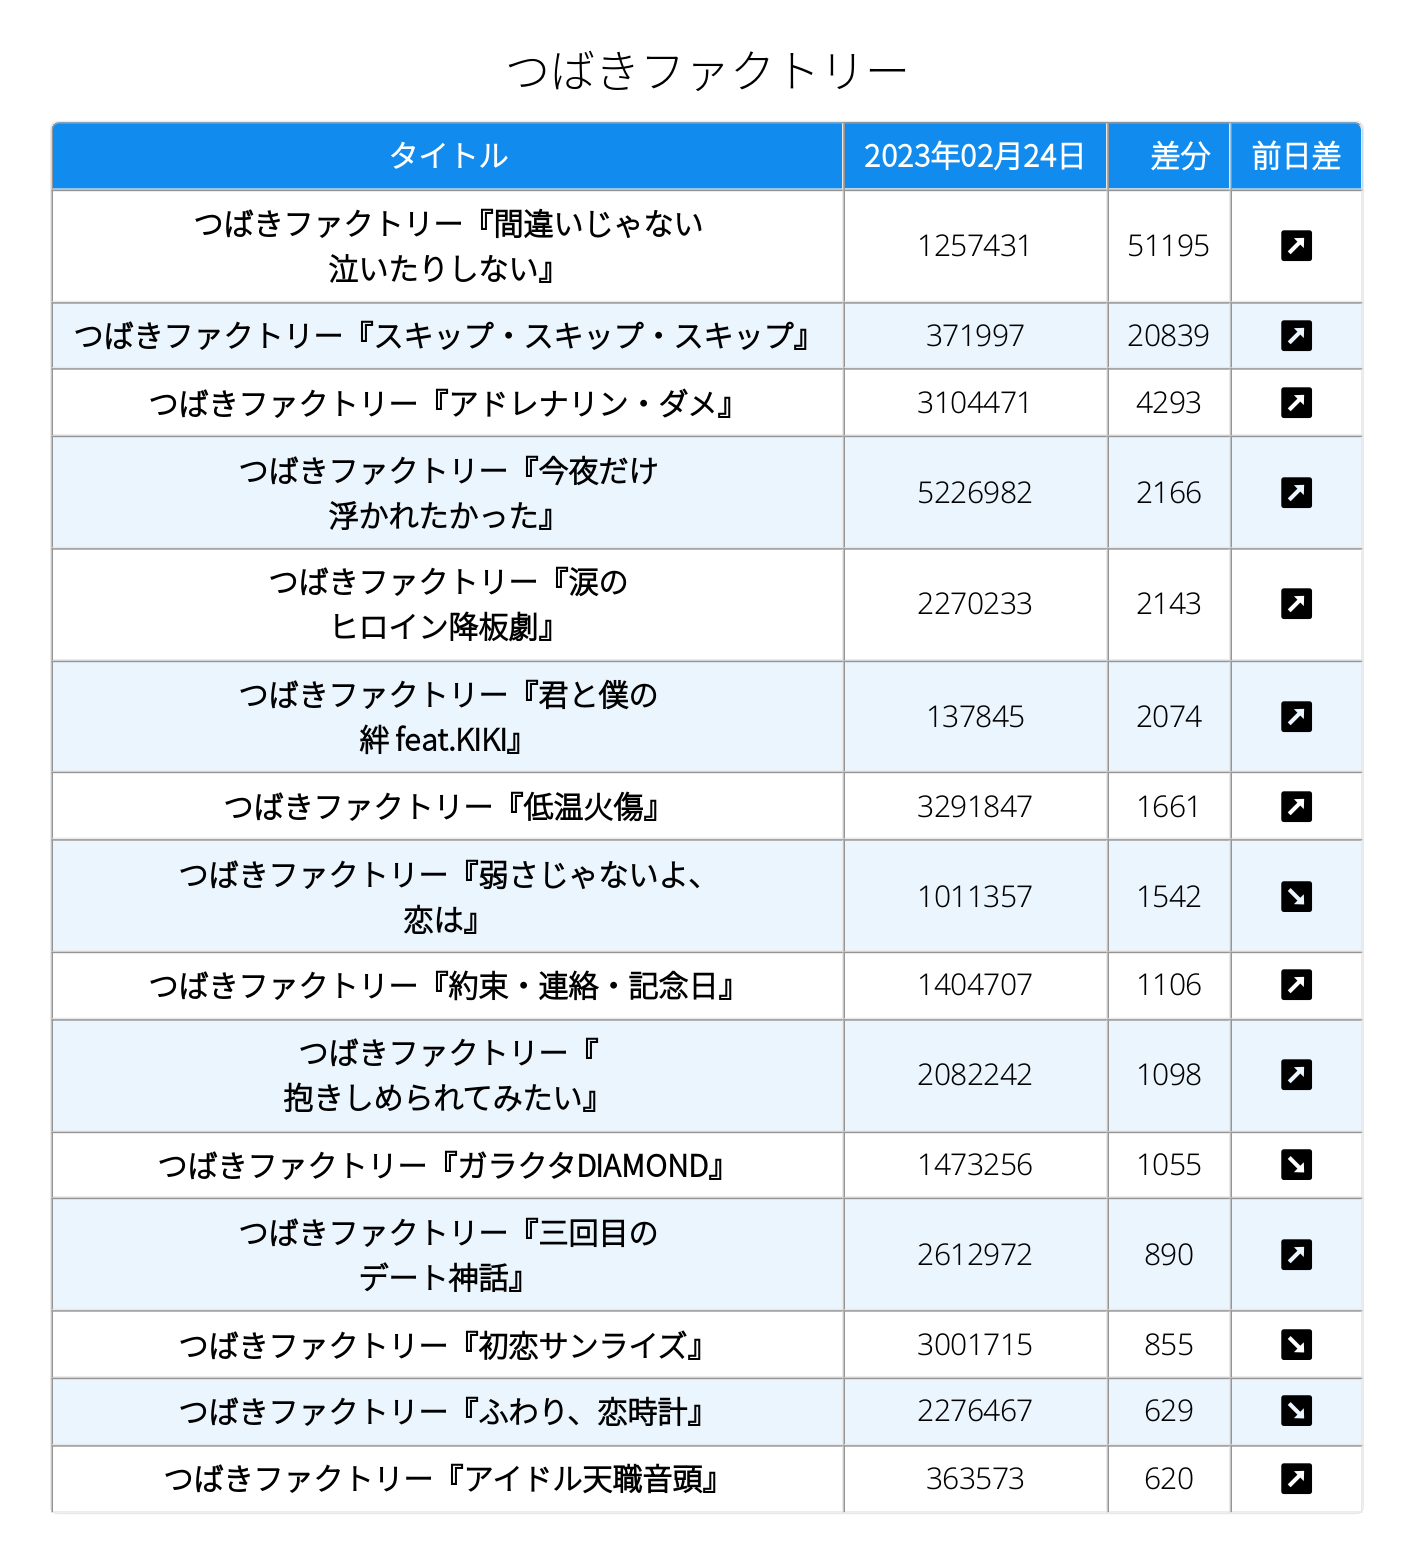 つばきファクトリー
タイトル 2023年02月24日 差分 前日差
つばきファクトリー『間違いじゃない
泣いたりしない』 1257431 51195 ↗
つばきファクトリー『スキップ・スキップ・スキップ』 371997 20839 ↗
つばきファクトリー『アドレナリン・ダメ』 3104471 4293 ↗
つばきファクトリー『今夜だけ
浮かれたかった』 5226982 2166 ↗
つばきファクトリー『涙の
ヒロイン降板劇』 2270233 2143 ↗
つばきファクトリー『君と僕の
絆 feat.KIKI』 137845 2074 ↗
つばきファクトリー『低温火傷』 3291847 1661 ↗
つばきファクトリー『弱さじゃないよ、
恋は』 1011357 1542 ↘
つばきファクトリー『約束・連絡・記念日』 1404707 1106 ↗
つばきファクトリー『
抱きしめられてみたい』 2082242 1098 ↗
つばきファクトリー『ガラクタDIAMOND』 1473256 1055 ↘
つばきファクトリー『三回目の
デート神話』 2612972 890 ↗
つばきファクトリー『初恋サンライズ』 3001715 855 ↘
つばきファクトリー『ふわり、恋時計』 2276467 629 ↘
つばきファクトリー『アイドル天職音頭』 363573 620 ↗